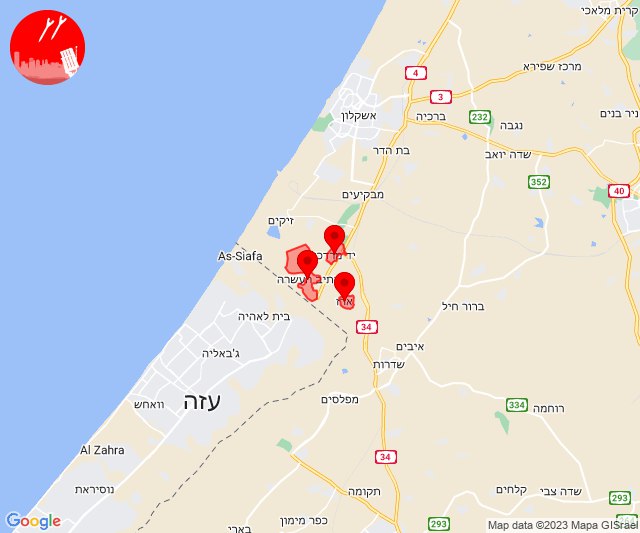 קרית מלאכי
מרכז שפירא
4
3
אשקלון
ברכיה
232
נגבה
ניר בנים
בת הדר
שדה יואב
352
40
מבקיעים
זיקים
יד מרדכי
As-Siafa
נתיב העשרה
ארז
ברור חיל
בית לאהיה
34
ג'באליה
איבים
שדרות
עזה
וואחש
מפלסים
334
רוחמה
Al Zahra
34
נוסיראת
תקומה
קלחים
שדה צבי
293
כפר מימון
בארי
293
293
Google
Map data ©2023 Mapa GISrael